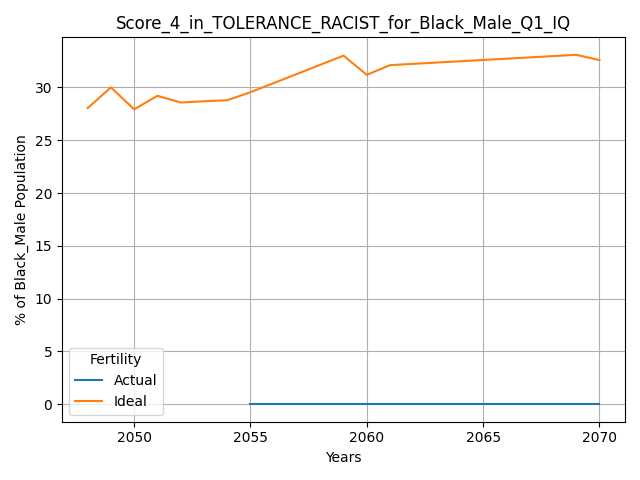 Score_4_in_TOLERANCE_RACIST_for_Black_Male_Q1_IQ
% of Black_Male Population
30
25
20
15
10
5
0
Fertility
Actual
Ideal
2050 2055 2060 2065 2070
Years